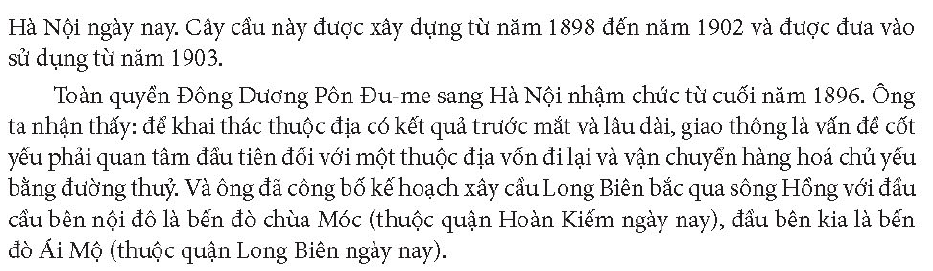 Hà Nội ngày nay. Cây cầu này được xây dựng từ năm 1898 đến năm 1902 và được đưa vào
sử dụng từ năm 1903.
Toàn quyền Đông Dương Pôn Đu-me sang Hà Nội nhậm chức từ cuối năm 1896. Ông
ta nhận thấy: để khai thác thuộc địa có kết quả trước mắt và lâu dài, giao thông là vấn đề cốt
yếu phải quan tâm đầu tiên đối với một thuộc địa vốn đi lại và vận chuyển hàng hoá chủ yếu
bằng đường thuỷ. Và ông đã công bố kế hoạch xây cầu Long Biên bắc qua sông Hồng với đầu
cầu bên nội đô là bến đò chùa Móc (thuộc quận Hoàn Kiếm ngày nay), đầu bên kia là bến
đò Ái Mộ (thuộc quận Long Biên ngày nay).